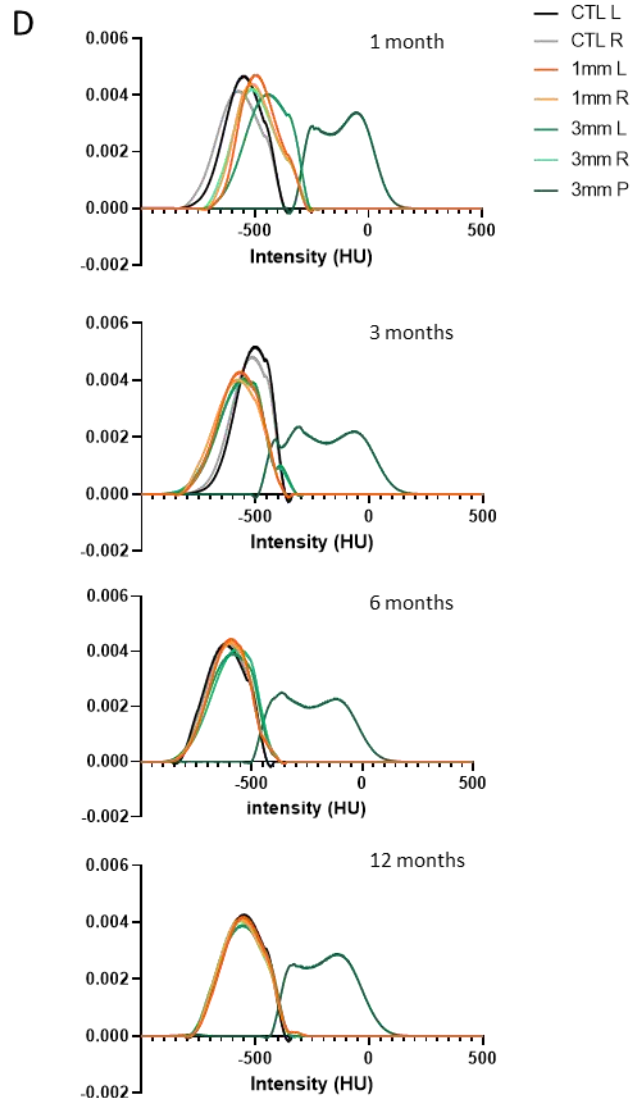 D
CTL L
CTL R
1mm L
1mm R
3mm L
3mm R
3mm P
1 month
0.006
0.004
0.002
0.000
-0.002
-500 0 500
Intensity (HU)
3 months
0.006
0.004
0.002
0.000
-0.002
-500 0 500
Intensity (HU)
6 months
0.006
0.004
0.002
0.000
-0.002
-500 0 500
intensity (HU)
12 months
0.006
0.004
0.002
0.000
-0.002
-500 0 500
Intensity (HU)